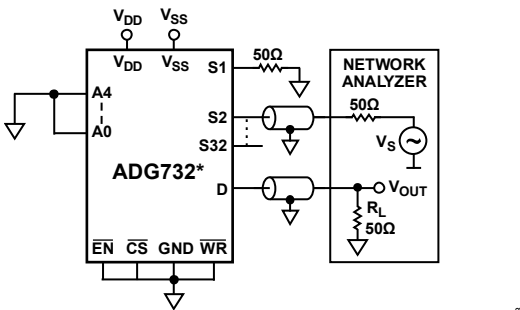 VDD VSS
VDD VSS
S1
50Ω
NETWORK
ANALYZER
A4
A0
S2
50Ω
VS
S32
ADG732*
D
VOUT
RL
50Ω
EN CS GND WR